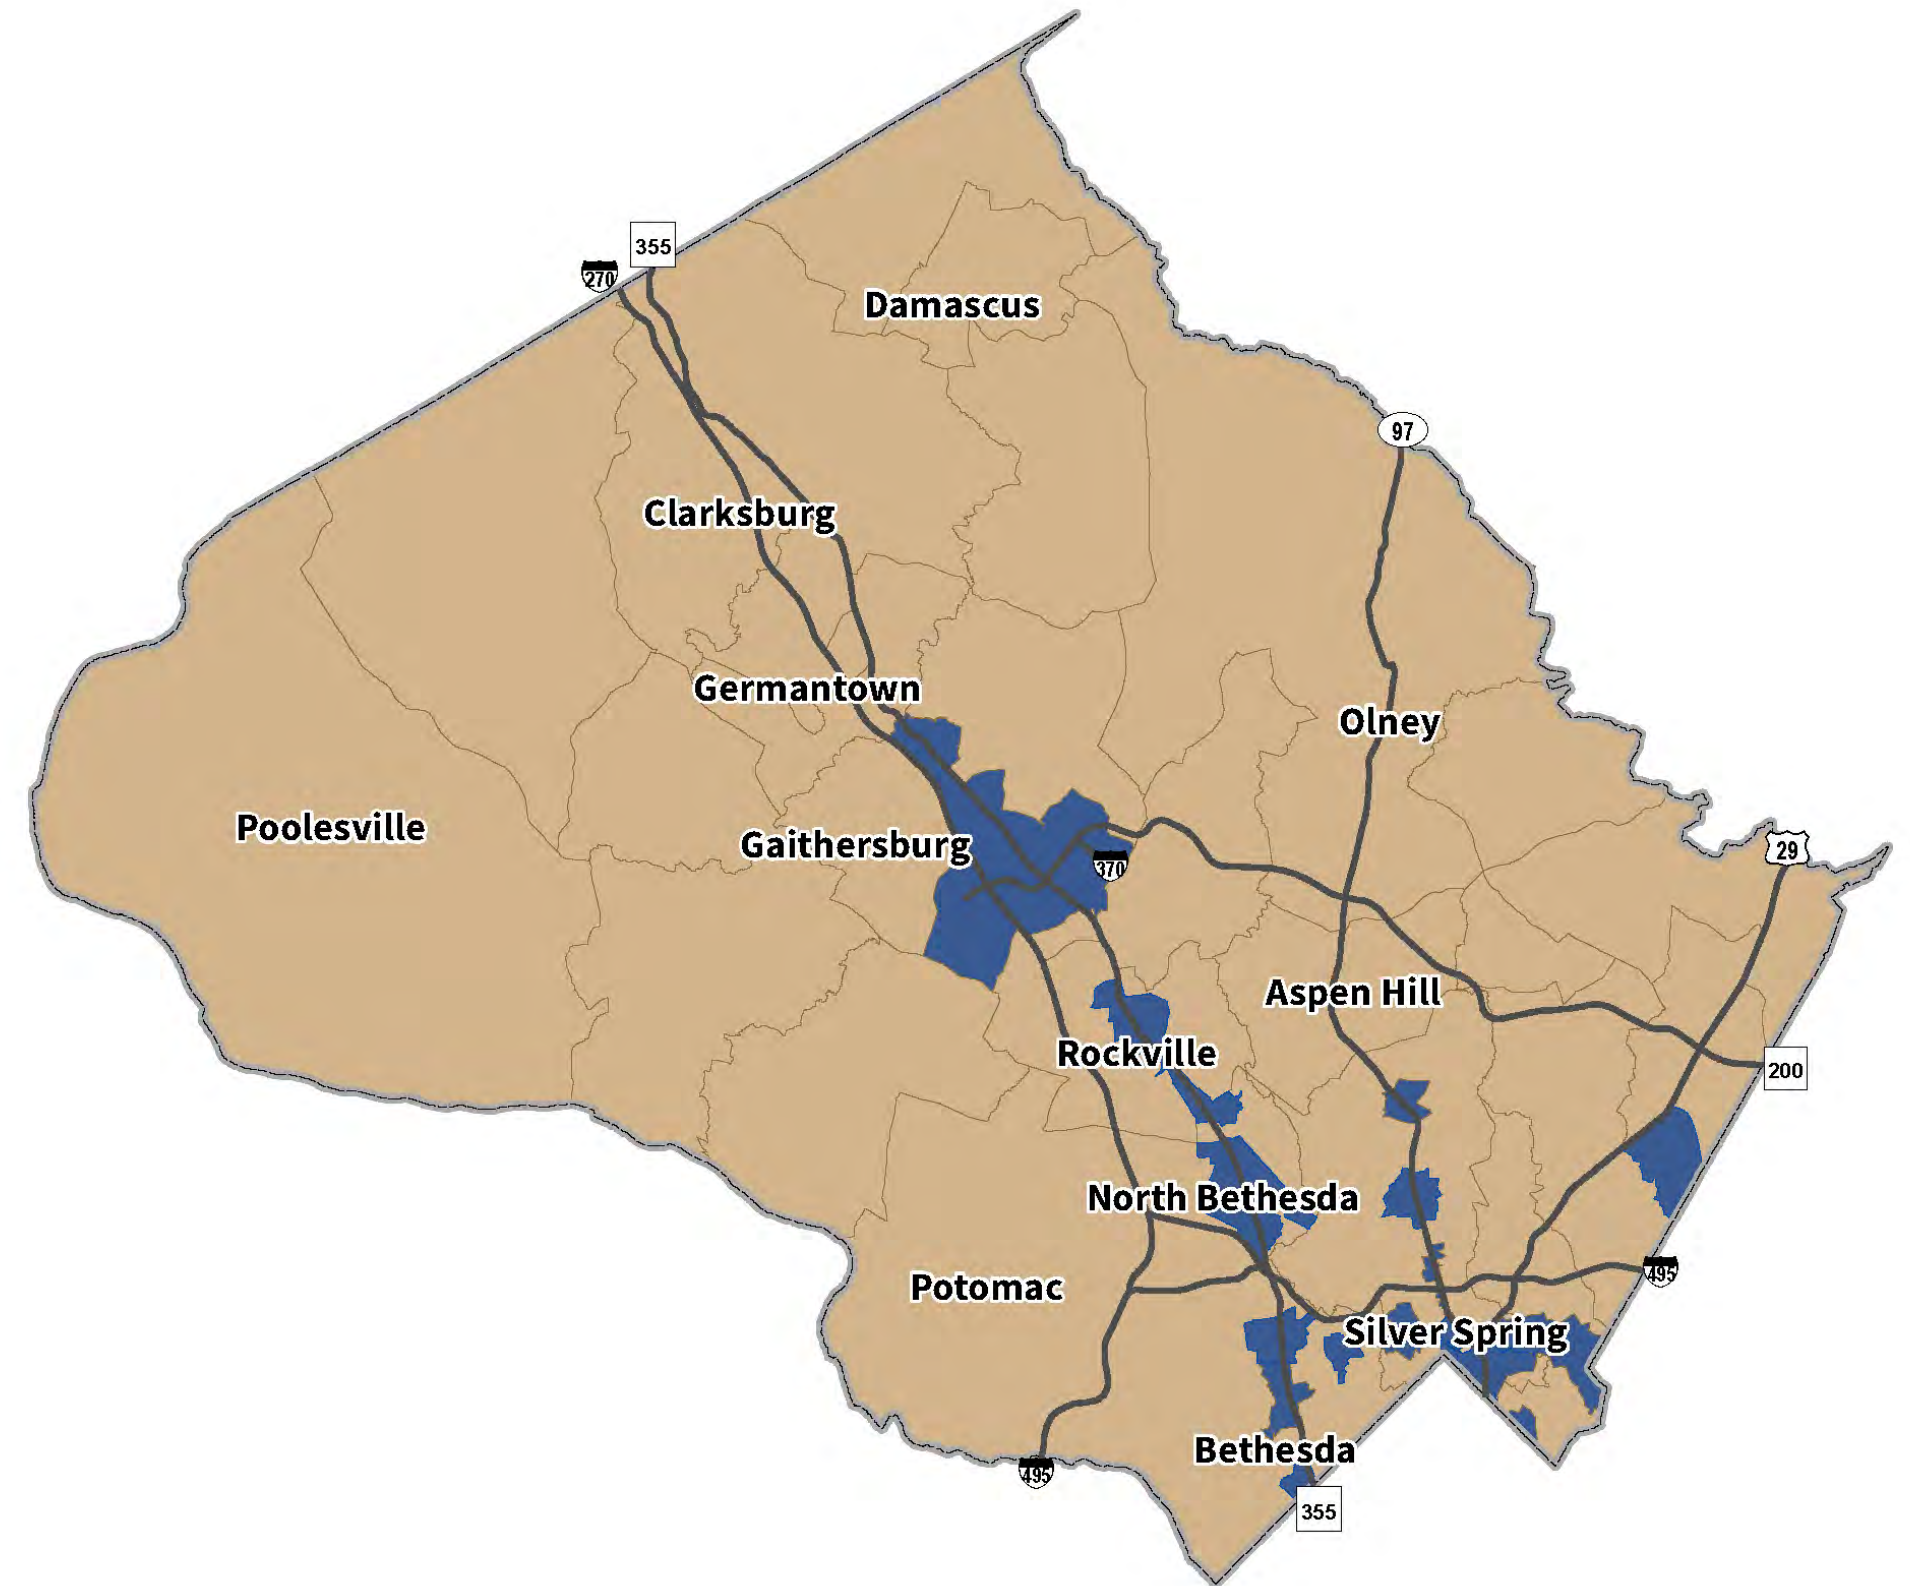 355
270
Damascus
97
Clarksburg
Germantown
Olney
Poolesville
Gaithersburg
29
370
Aspen Hill
Rockville
200
North Bethesda
495
Potomac
Silver Spring
Bethesda
495
355